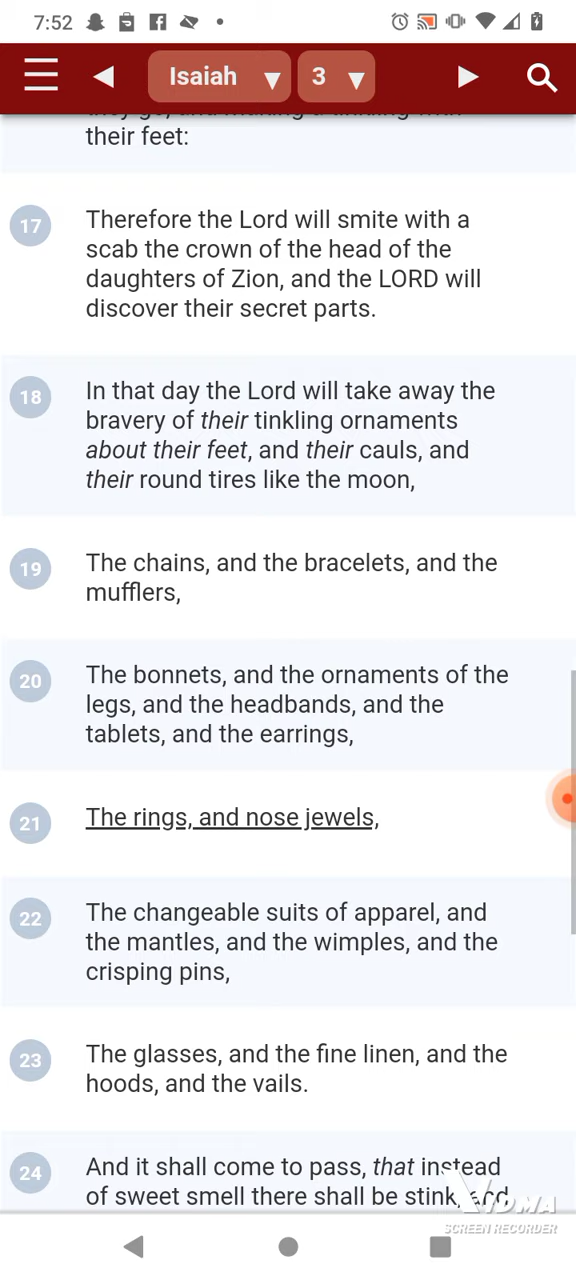 7:52
Isaiah 3
their feet:
17 Therefore the Lord will smite with a
scab the crown of the head of the
daughters of Zion, and the LORD will
discover their secret parts.
18 In that day the Lord will take away the
bravery of their tinkling ornaments
about their feet, and their cauls, and
their round tires like the moon,
19 The chains, and the bracelets, and the
mufflers,
20 The bonnets, and the ornaments of the
legs, and the headbands, and the
tablets, and the earrings,
21 The rings, and nose jewels,
22 The changeable suits of apparel, and
the mantles, and the wimples, and the
crisping pins,
23 The glasses, and the fine linen, and the
hoods, and the vails.
24 And it shall come to pass, that instead
of sweet smell there shall be stink, and
VIDMA
SCREEN RECORDER